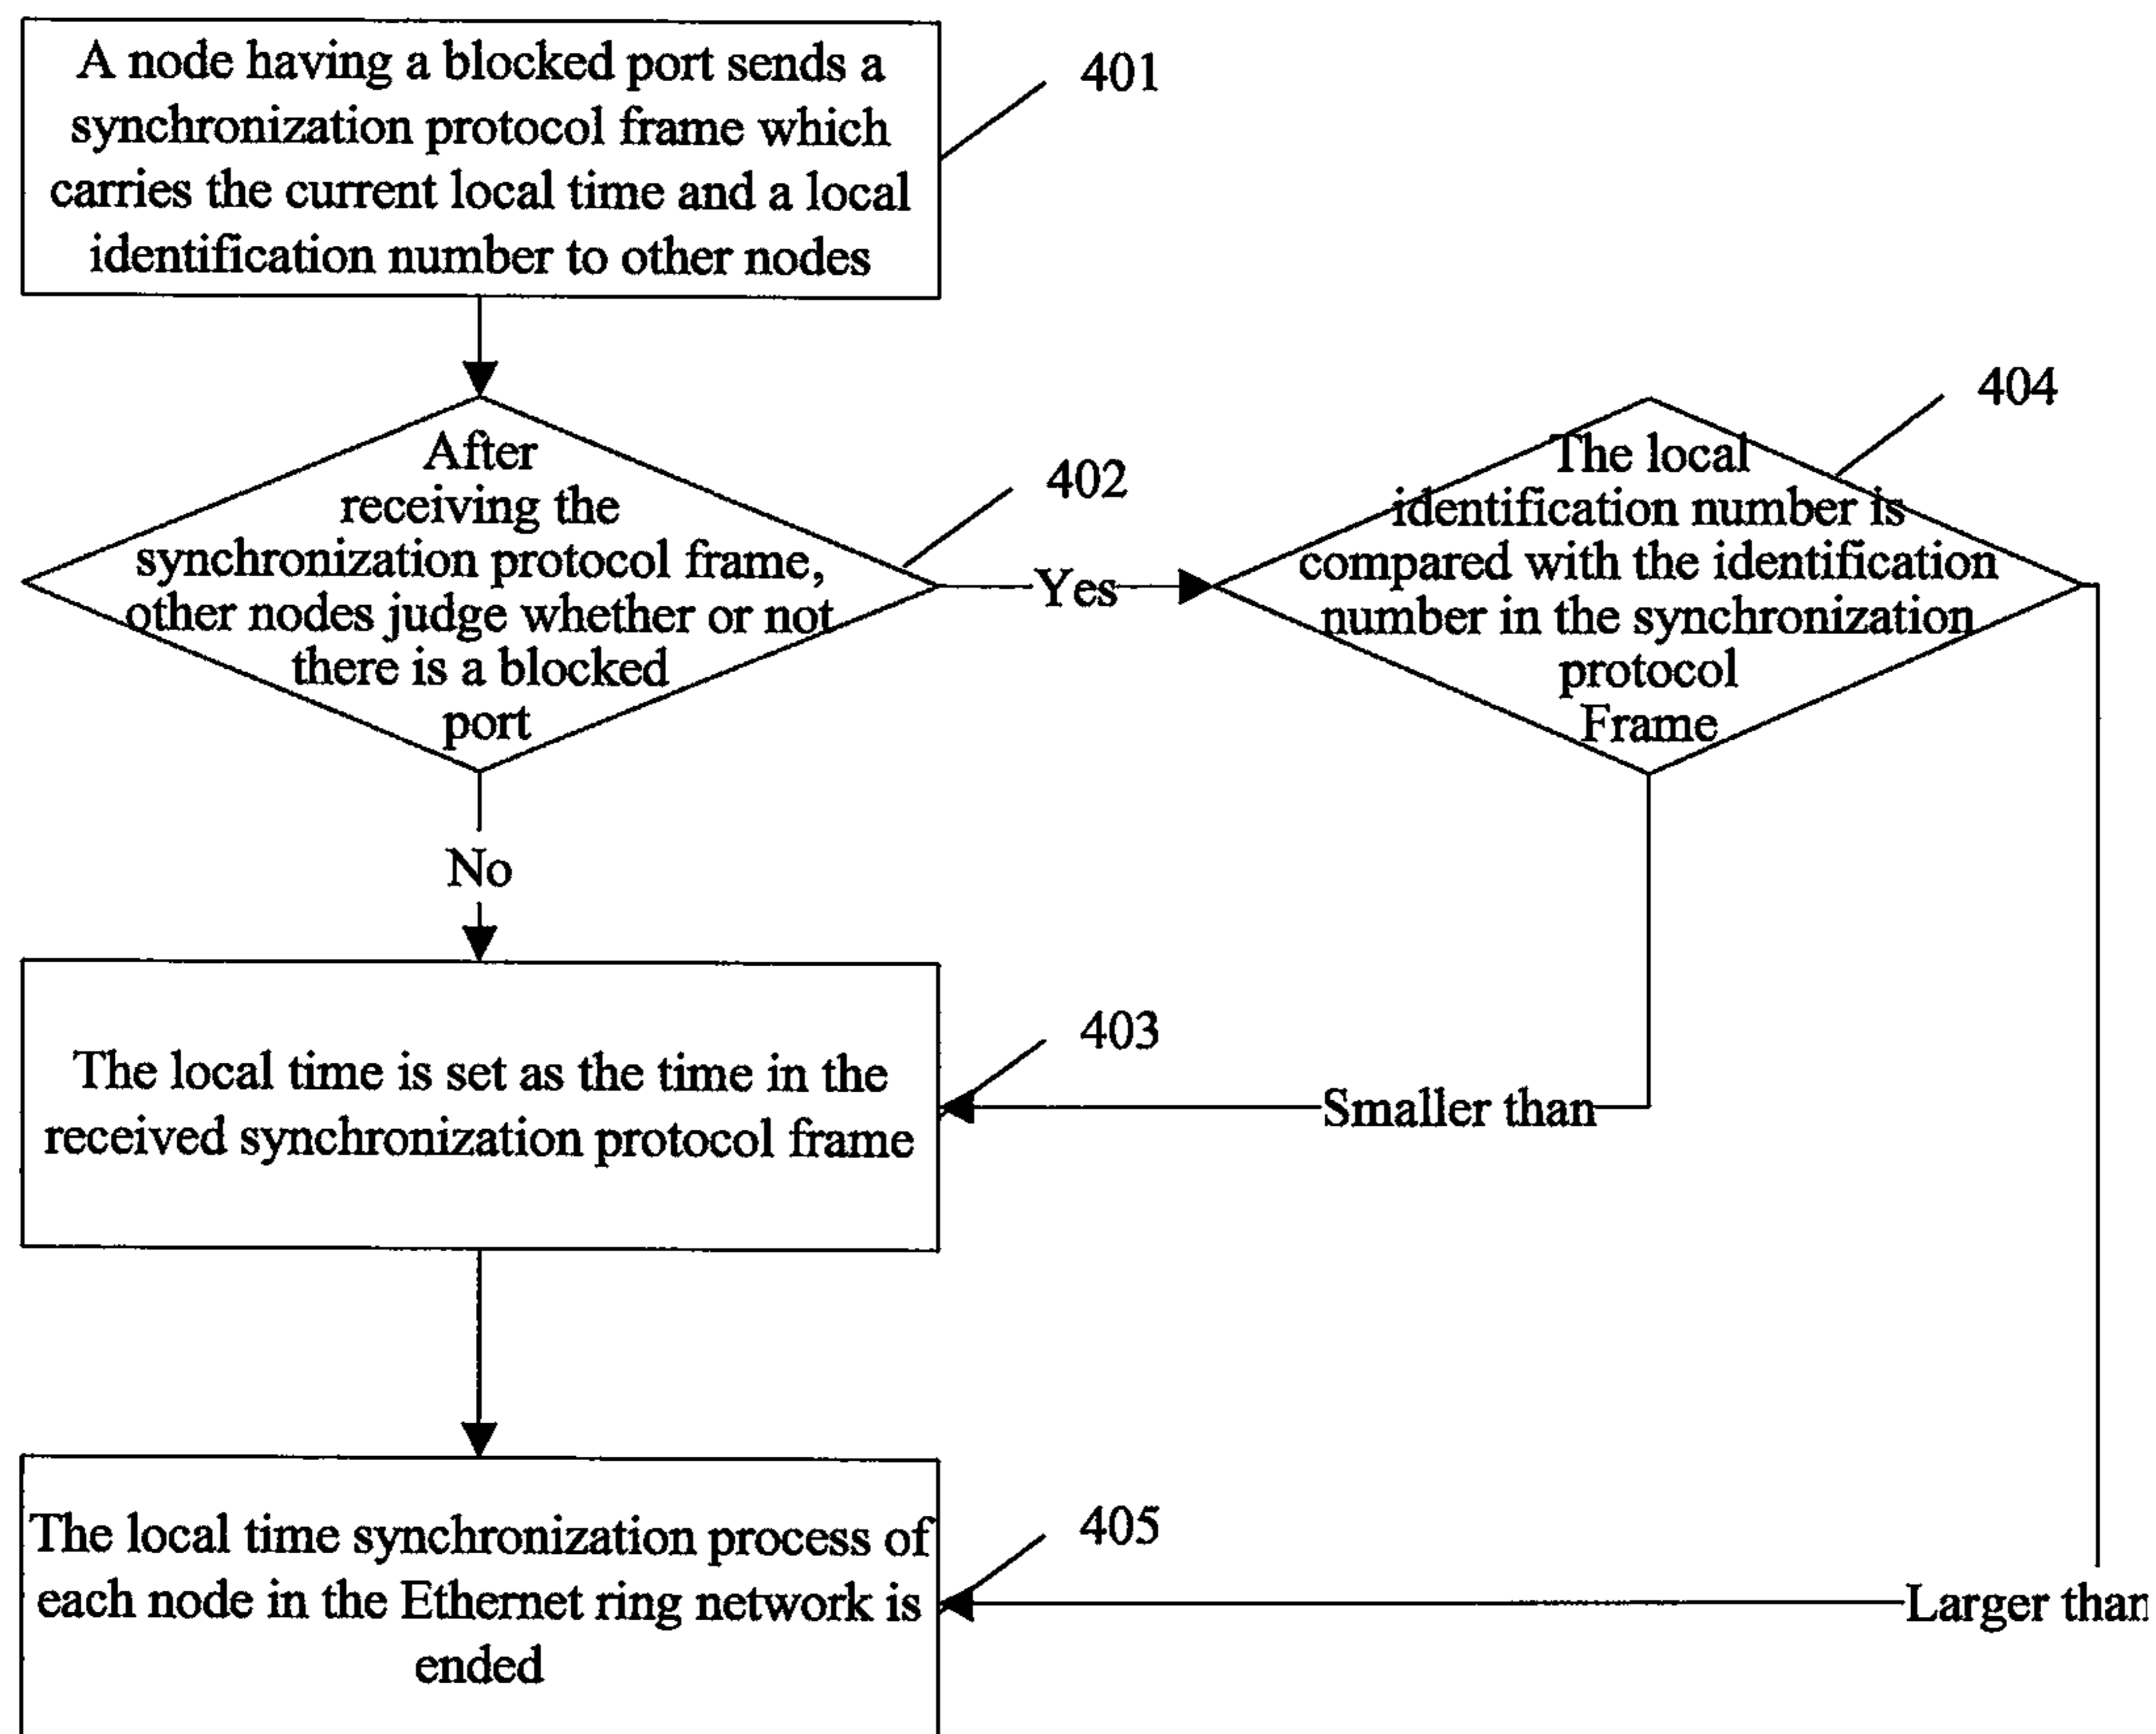 A node having a blocked port sends a
synchronization protocol frame which
carries the current local time and a local
identification number to other nodes
401
After
receiving the
synchronization protocol frame,
other nodes judge whether or not
there is a blocked
port
402
Yes
The local
identification number is
compared with the identification
number in the synchronization
protocol
Frame
404
No
The local time is set as the time in the
received synchronization protocol frame
403
Smaller than
The local time synchronization process of
each node in the Ethernet ring network is
ended
405
Larger than